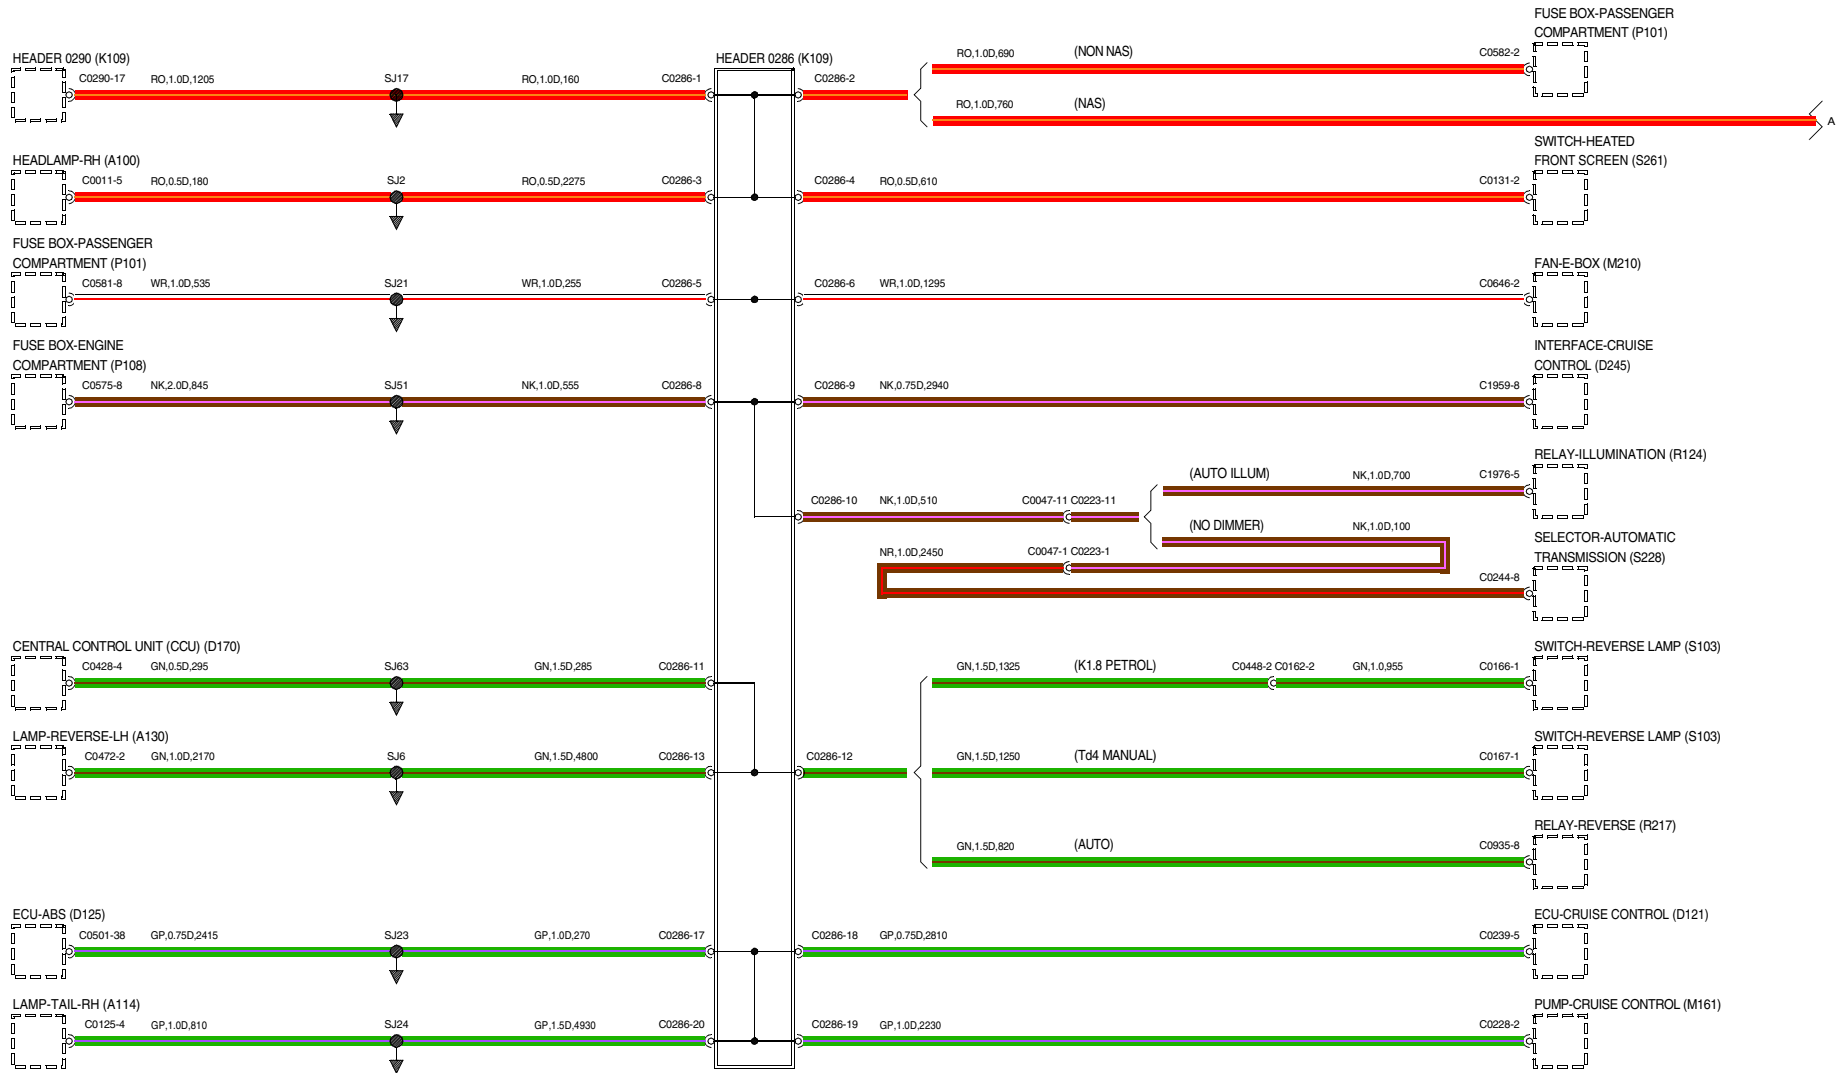 FUSE BOX-PASSENGER
COMPARTMENT (P101)
HEADER 0290 (K109)
HEADER 0286 (K109)
RO,1.0D,690 (NON NAS) C0582-2
C0290-17 RO,1.0D,1205 SJ17 RO,1.0D,160 C0286-1 C0286-2
RO,1.0D,760 (NAS)
A
SWITCH-HEATED
FRONT SCREEN (S261)
HEADLAMP-RH (A100)
C0011-5 RO,0.5D,180 SJ2 RO,0.5D,2275 C0286-3 C0286-4 RO,0.5D,610 C0131-2
FUSE BOX-PASSENGER
COMPARTMENT (P101)
FAN-E-BOX (M210)
C0581-8 WR,1.0D,535 SJ21 WR,1.0D,255 C0286-5 C0286-6 WR,1.0D,1295 C0646-2
FUSE BOX-ENGINE
COMPARTMENT (P108)
INTERFACE-CRUISE
CONTROL (D245)
C0575-8 NK,2.0D,845 SJ51 NK,1.0D,555 C0286-8 C0286-9 NK,0.75D,2940 C1959-8
RELAY-ILLUMINATION (R124)
(AUTO ILLUM) NK,1.0D,700 C1976-5
C0286-10 NK,1.0D,510 C0047-11 C0223-11
(NO DIMMER) NK,1.0D,100
SELECTOR-AUTOMATIC
TRANSMISSION (S228)
NR,1.0D,2450 C0047-1 C0223-1
C0244-8
CENTRAL CONTROL UNIT (CCU) (D170)
SWITCH-REVERSE LAMP (S103)
C0428-4 GN,0.5D,295 SJ63 GN,1.5D,285 C0286-11 GN,1.5D,1325 (K1.8 PETROL) C0448-2 C0162-2 GN,1.0,955 C0166-1
LAMP-REVERSE-LH (A130)
SWITCH-REVERSE LAMP (S103)
C0472-2 GN,1.0D,2170 SJ6 GN,1.5D,4800 C0286-13 C0286-12 GN,1.5D,1250 (Td4 MANUAL) C0167-1
RELAY-REVERSE (R217)
GN,1.5D,820 (AUTO) C0935-8
ECU-ABS (D125)
ECU-CRUISE CONTROL (D121)
C0501-38 GP,0.75D,2415 SJ23 GP,1.0D,270 C0286-17 C0286-18 GP,0.75D,2810 C0239-5
LAMP-TAIL-RH (A114)
PUMP-CRUISE CONTROL (M161)
C0125-4 GP,1.0D,810 SJ24 GP,1.5D,4930 C0286-20 C0286-19 GP,1.0D,2230 C0228-2